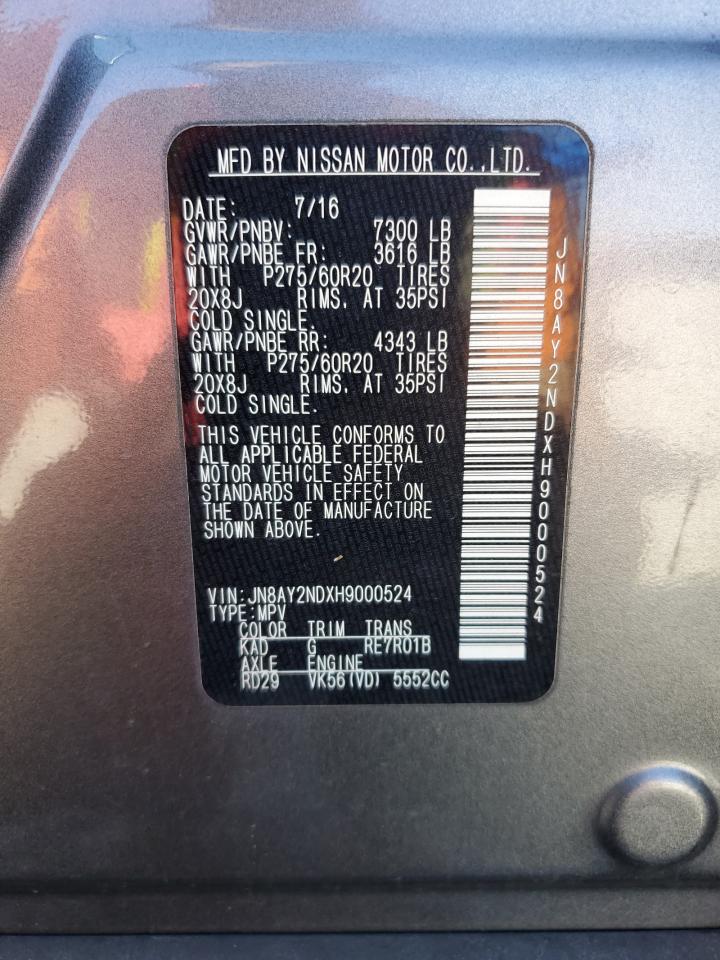 MFD BY NISSAN MOTOR CO.,LTD.
DATE: 7/16
GVWR/PNBV: 7300 LB
GAWR/PNBE FR: 3616 LB
WITH P275/60R20 TIRES
20X8J RIMS, AT 35PSI
COLD SINGLE.
GAWR/PNBE RR: 4343 LB
WITH P275/60R20 TIRES
20X8J RIMS, AT 35PSI
COLD SINGLE.
THIS VEHICLE CONFORMS TO
ALL APPLICABLE FEDERAL
MOTOR VEHICLE SAFETY
STANDARDS IN EFFECT ON
THE DATE OF MANUFACTURE
SHOWN ABOVE.
VIN:JN8AY2NDXH9000524
TYPE:MPV
COLOR TRIM TRANS
KAD G RE7R01B
AXLE ENGINE
RD29 VK56(VD) 5552CC
JN8AY2NDXH9000524